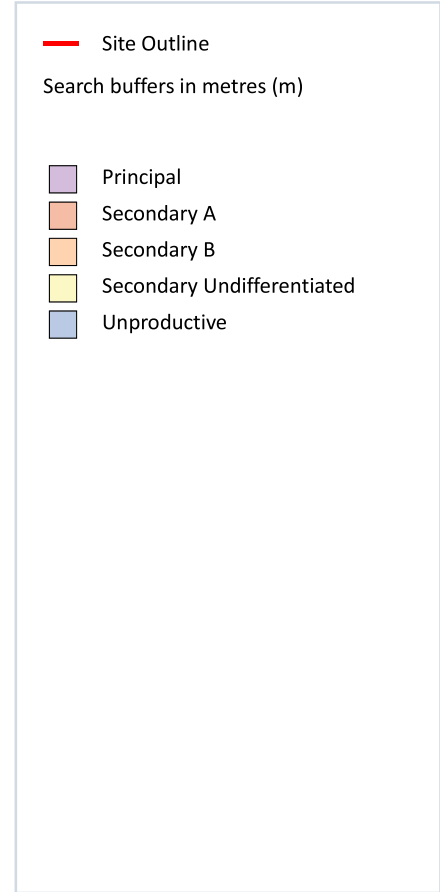 Site Outline
Search buffers in metres (m)
Principal
Secondary A
Secondary B
Secondary Undifferentiated
Unproductive